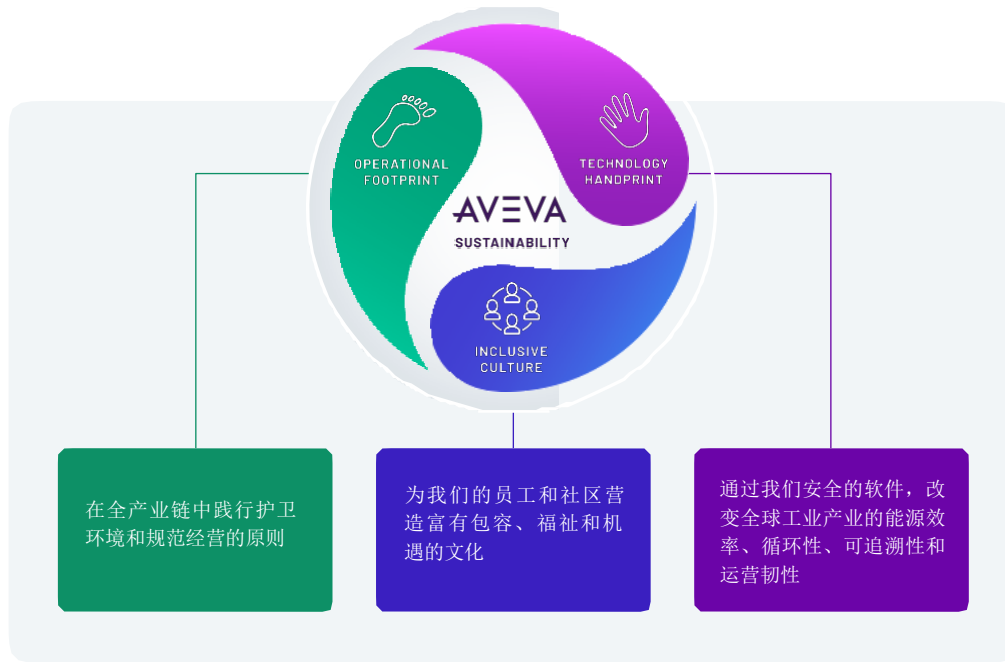 OPERATIONAL
FOOTPRINT
TECHNOLOGY
HANDPRINT
AVEVA
SUSTAINABILITY
INCLUSIVE
CULTURE
在全产业链中践行护卫
环境和规范经营的原则
为我们的员工和社区营
造富有包容、福祉和机
遇的文化
通过我们安全的软件，改
变全球工业产业的能源效
率、循环性、可追溯性和
运营韧性